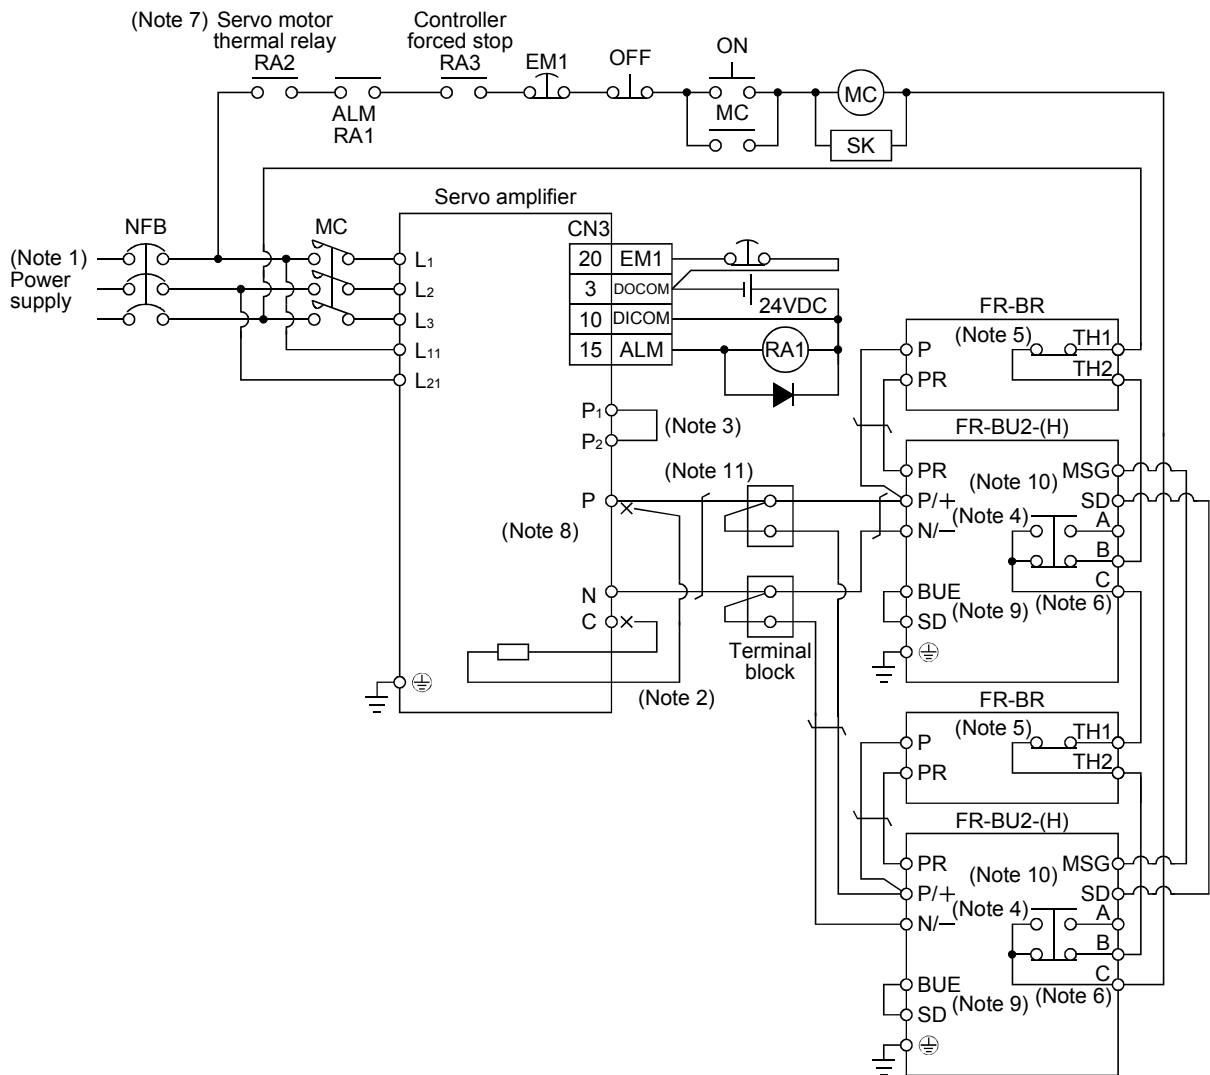 (Note 7) Servo motor
thermal relay
RA2
Controller
forced stop
RA3
EM1
OFF
ON
MC
ALM
RA1
MC
SK
Servo amplifier
NFB
MC
(Note 1)
Power
supply
L1
L2
L3
L11
L21
CN3
20 EM1
3 DOCOM
10 DICOM
15 ALM
24VDC
RA1
P1
P2
(Note 3)
P
(Note 8)
N
C
(Note 2)
(Note 11)
Terminal
block
FR-BR
(Note 5)
TH1
TH2
P
PR
FR-BU2-(H)
PR
P/+
N/−
MSG
(Note 10)
SD
(Note 4)
A
B
C
BUE
SD
(Note 9)
(Note 6)
FR-BR
(Note 5)
TH1
TH2
P
PR
FR-BU2-(H)
PR
P/+
N/−
MSG
(Note 10)
SD
(Note 4)
A
B
C
BUE
SD
(Note 9)
(Note 6)